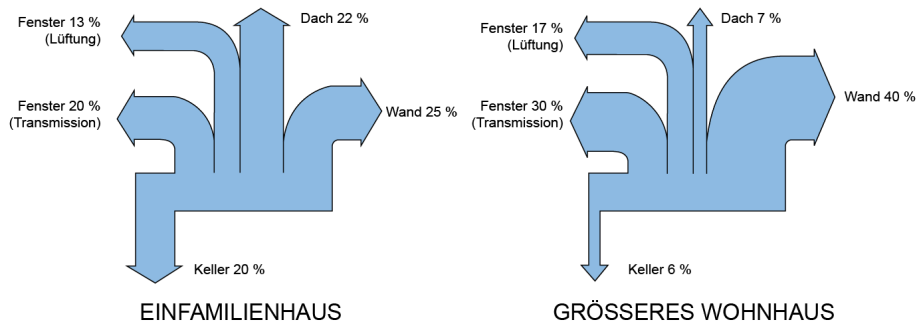 Fenster 13 %
(Lüftung)
Dach 22 %
Fenster 20 %
(Transmission)
Wand 25 %
Keller 20 %
EINFAMILIENHAUS
Fenster 17 %
(Lüftung)
Dach 7 %
Fenster 30 %
(Transmission)
Wand 40 %
Keller 6 %
GRÖSSERES WOHNHAUS